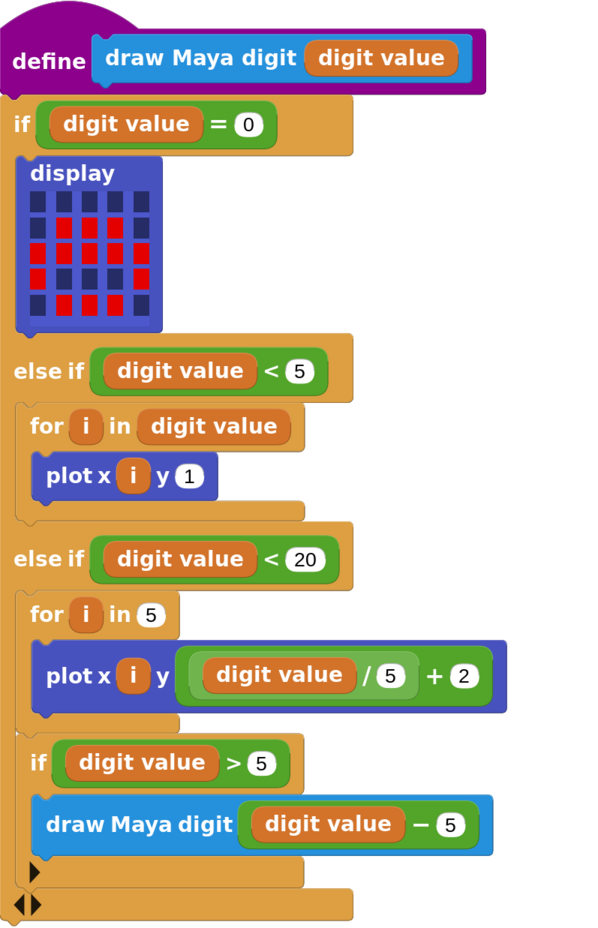 define draw Maya digit digit value
if digit value = 0
display
else if digit value < 5
for i in digit value
plot x i y 1
else if digit value < 20
for i in 5
plot x i y digit value / 5 + 2
if digit value > 5
draw Maya digit digit value − 5